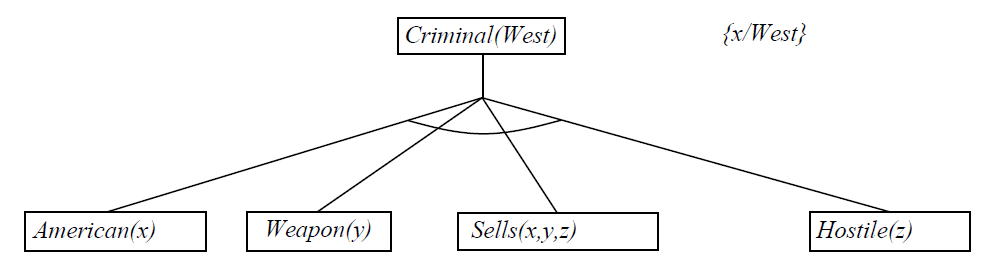 Criminal(West)
{x/West}
American(x)
Weapon(y)
Sells(x,y,z)
Hostile(z)